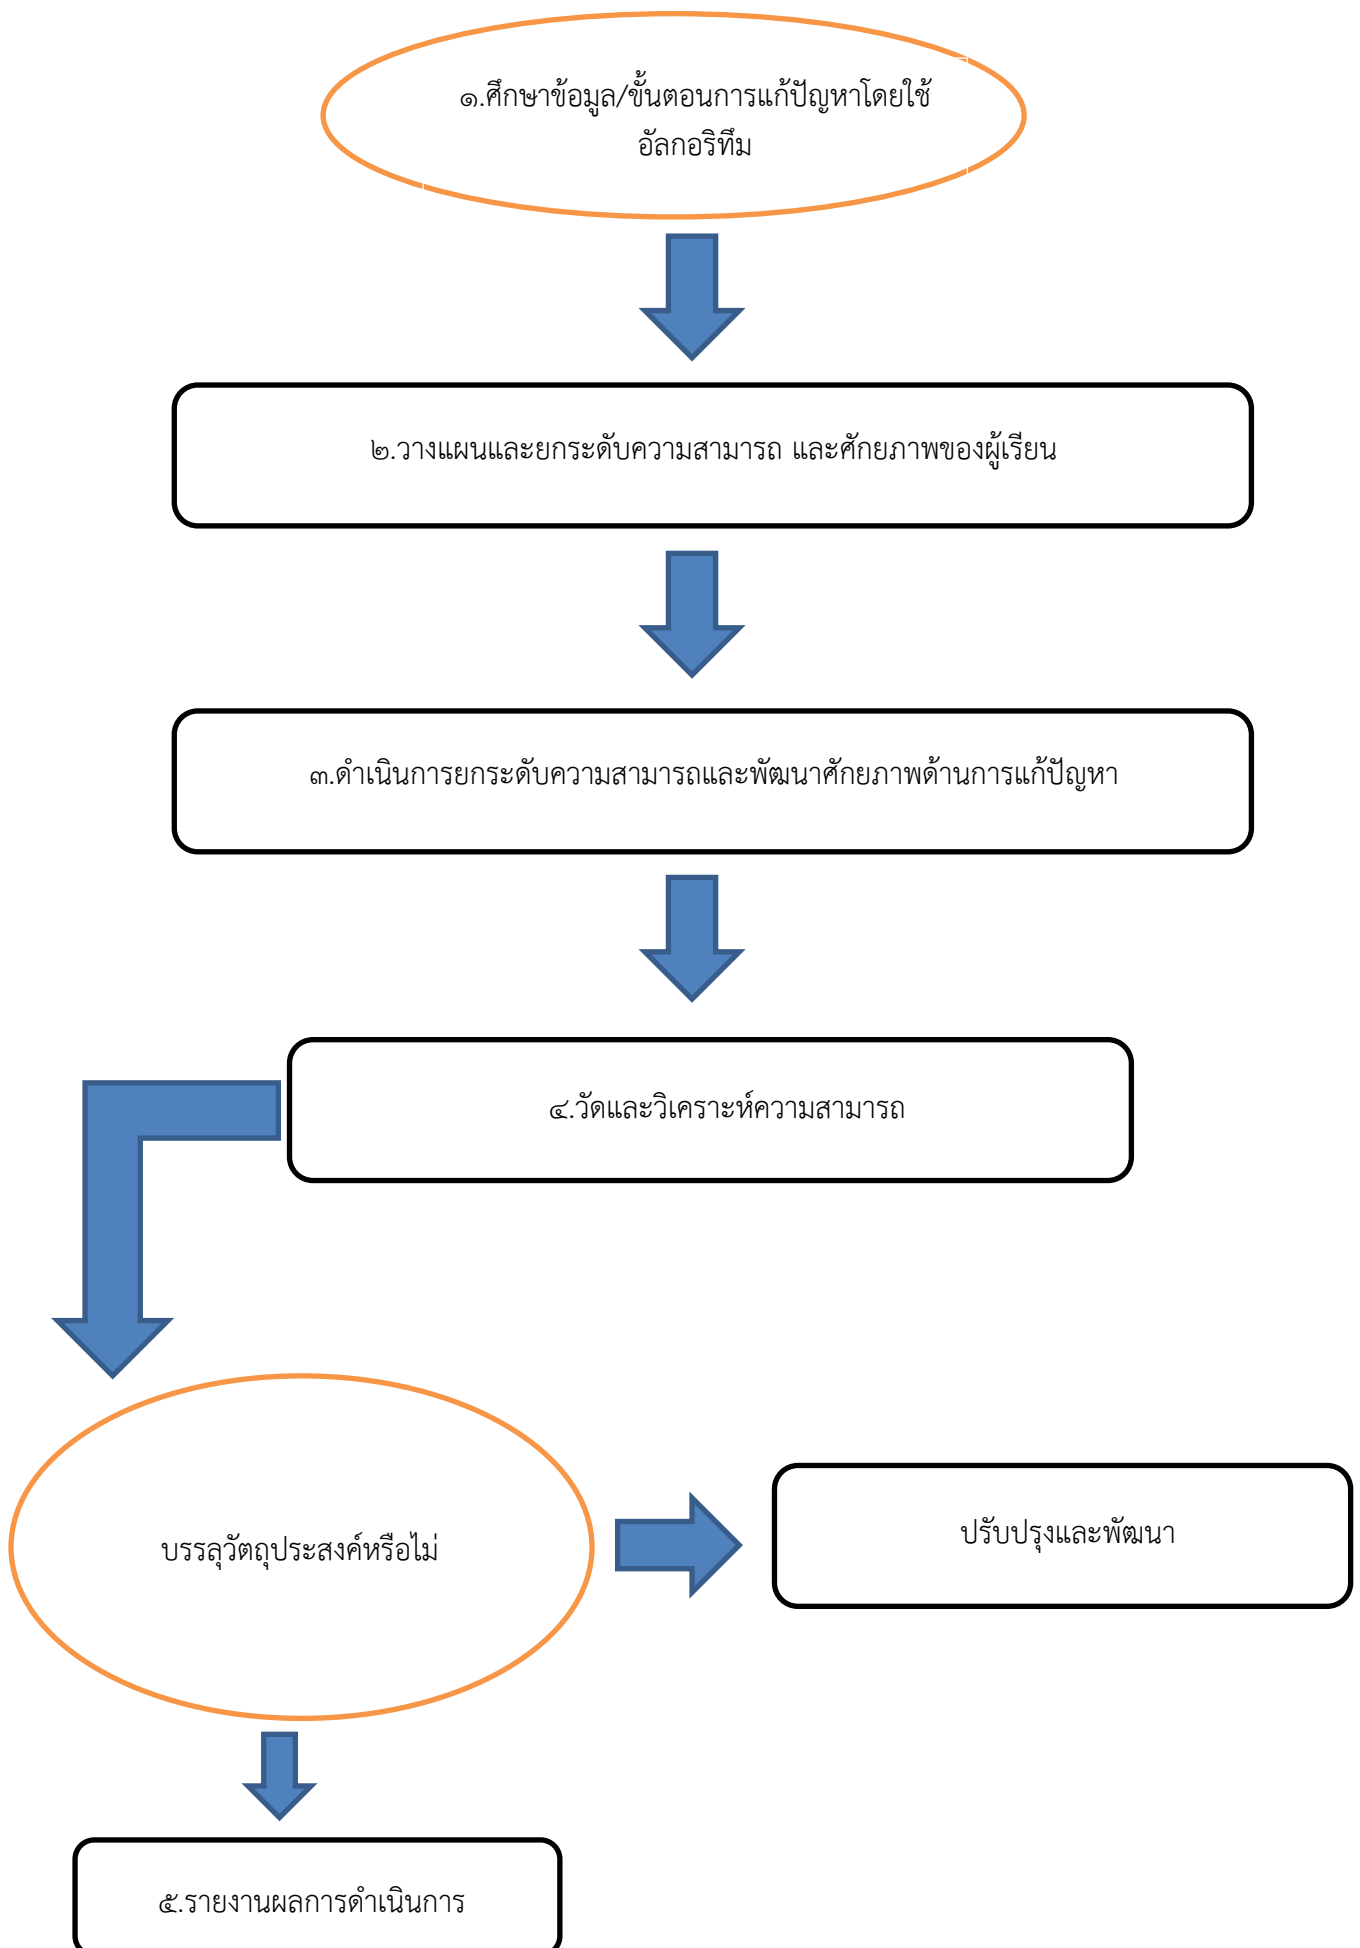 ๑.ศึกษาข้อมูล/ขั้นตอนการแก้ปัญหาโดยใช้
อัลกอริทึม
๒.วางแผนและยกระดับความสามารถ และศักยภาพของผู้เรียน
๓.ดำเนินการยกระดับความสามารถและพัฒนาศักยภาพด้านการแก้ปัญหา
๔.วัดและวิเคราะห์ความสามารถ
บรรลุวัตถุประสงค์หรือไม่
ปรับปรุงและพัฒนา
๕.รายงานผลการดำเนินการ